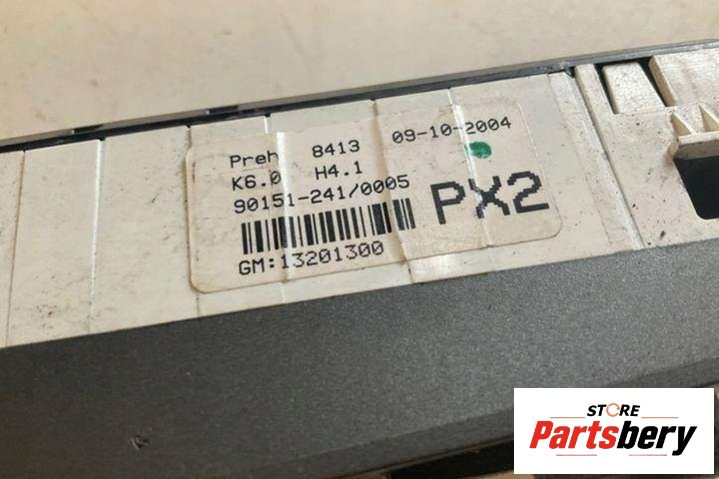 Preh 8413 09-10-2004
K6.0 H4.1
90151-241/0005
PX2
GM:13201300
STORE
Partsbery